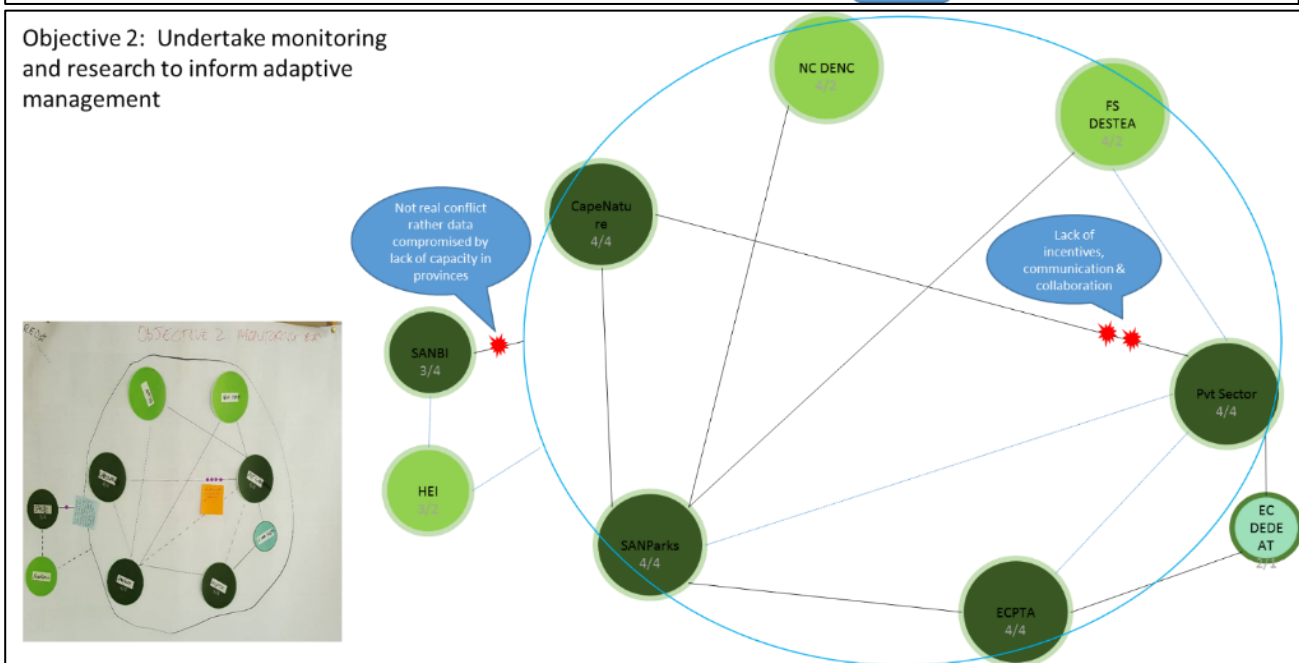 Objective 2: Undertake monitoring
and research to inform adaptive
management
NC DENC
4/2
FS
DESTEA
4/2
CapeNatu
re
4/4
Not real conflict
rather data
compromised by
lack of capacity in
provinces
Lack of
incentives,
communication &
collaboration
SANBI
3/4
Pvt Sector
4/4
HEI
3/2
SANParks
4/4
EC
DEDE
AT
2/1
ECPTA
4/4
OBJECTIVE 2: MONITORING